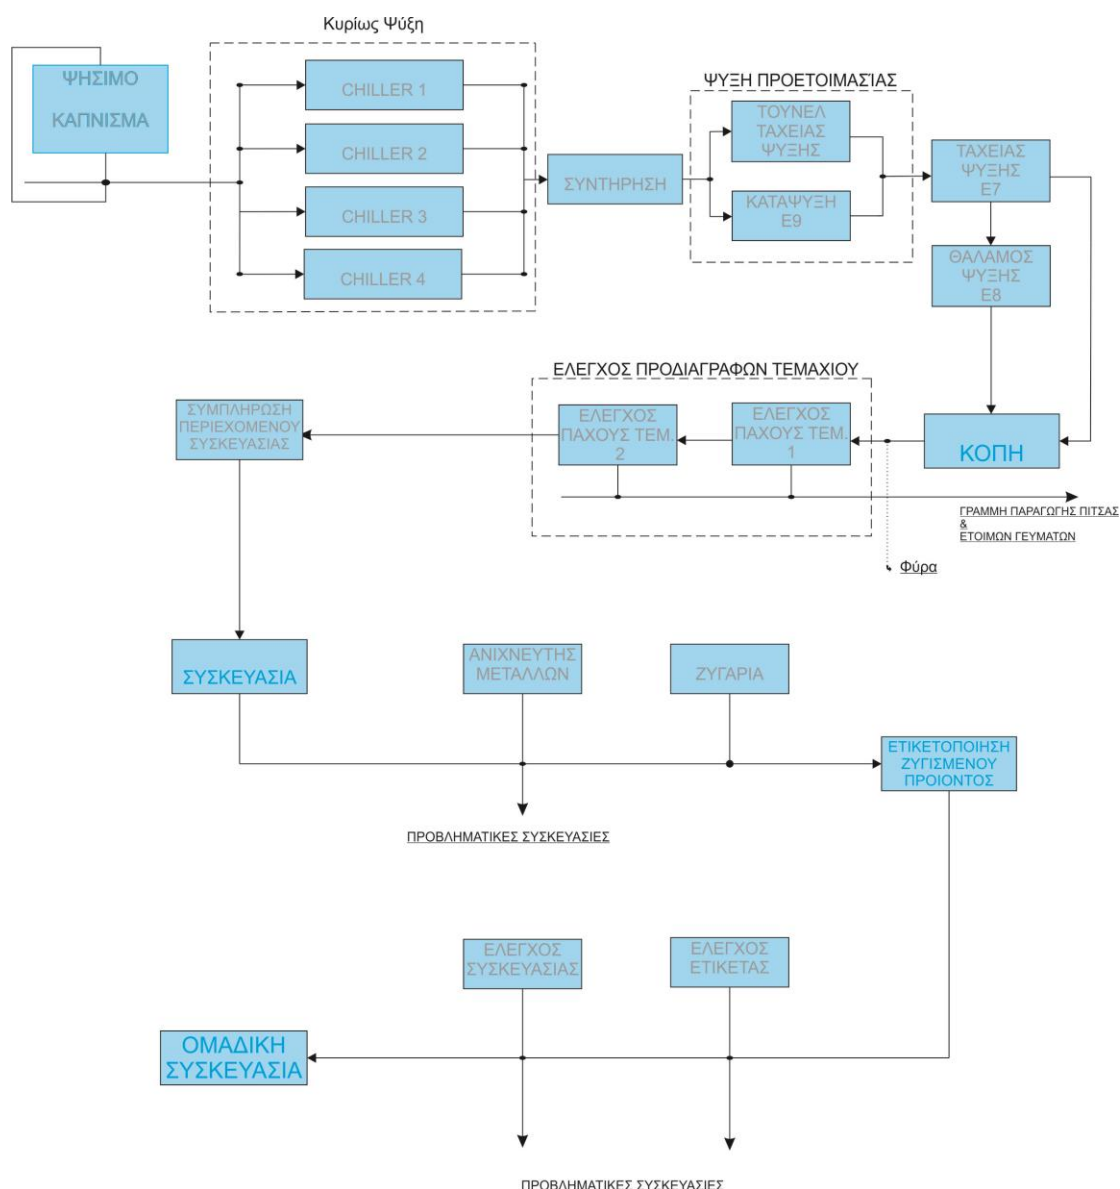 Κυρίως Ψύξη
ΨΗΣΙΜΟ
ΚΑΠΝΙΣΜΑ
CHILLER 1
CHILLER 2
CHILLER 3
CHILLER 4
ΣΥΝΤΗΡΗΣΗ
ΨΥΞΗ ΠΡΟΕΤΟΙΜΑΣΊΑΣ
ΤΟΥΝΕΛ
ΤΑΧΕΙΑΣ
ΨΥΞΗΣ
ΚΑΤΑΨΥΞΗ
Ε9
ΤΑΧΕΙΑΣ
ΨΥΞΗΣ
Ε7
ΘΑΛΑΜΟΣ
ΨΥΞΗΣ
Ε8
ΚΟΠΗ
ΕΛΕΓΧΟΣ ΠΡΟΔΙΑΓΡΑΦΩΝ ΤΕΜΑΧΙΟΥ
ΕΛΕΓΧΟΣ
ΠΑΧΟΥΣ ΤΕΜ.
1
ΕΛΕΓΧΟΣ
ΠΑΧΟΥΣ ΤΕΜ.
2
ΓΡΑΜΜΗ ΠΑΡΑΓΩΓΗΣ ΠΙΤΣΑΣ
&
ΕΤΟΙΜΩΝ ΓΕΥΜΑΤΩΝ
Φύρα
ΣΥΜΠΛΗΡΩΣΗ
ΠΕΡΙΕΧΟΜΕΝΟΥ
ΣΥΣΚΕΥΑΣΙΑΣ
ΣΥΣΚΕΥΑΣΙΑ
ΑΝΙΧΝΕΥΤΗΣ
ΜΕΤΑΛΛΩΝ
ΖΥΓΑΡΙΑ
ΕΤΙΚΕΤΟΠΟΙΗΣΗ
ΖΥΓΙΣΜΕΝΟΥ
ΠΡΟΙΟΝΤΟΣ
ΠΡΟΒΛΗΜΑΤΙΚΕΣ ΣΥΣΚΕΥΑΣΙΕΣ
ΕΛΕΓΧΟΣ
ΣΥΣΚΕΥΑΣΙΑΣ
ΕΛΕΓΧΟΣ
ΕΤΙΚΕΤΑΣ
ΟΜΑΔΙΚΗ
ΣΥΣΚΕΥΑΣΙΑ
ΠΡΟΒΛΗΜΑΤΙΚΕΣ ΣΥΣΚΕΥΑΣΙΕΣ